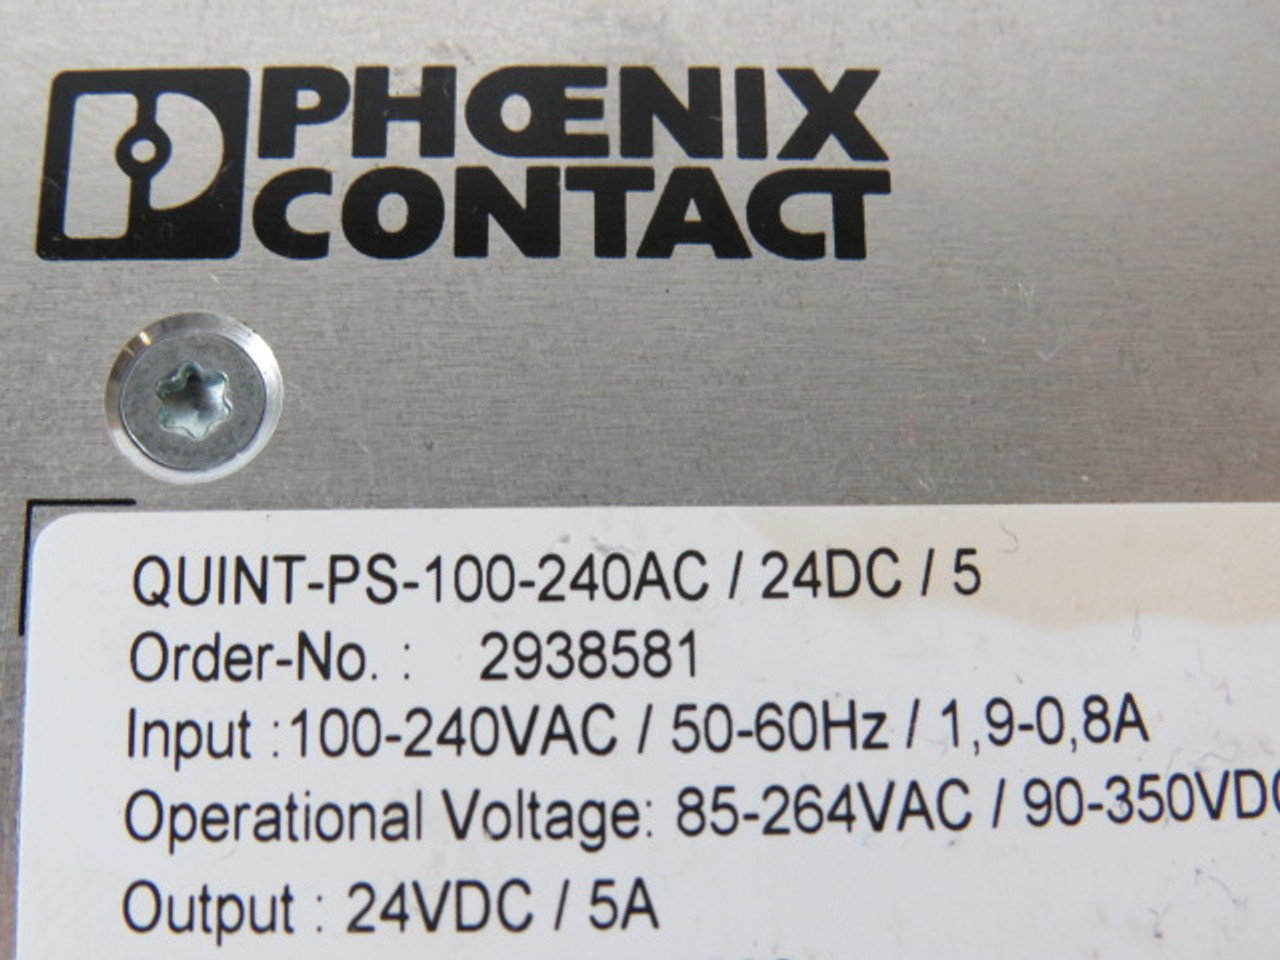 PHŒNIX
CONTACT
QUINT-PS-100-240AC / 24DC / 5
Order-No. : 2938581
Input :100-240VAC / 50-60Hz / 1,9-0,8A
Operational Voltage: 85-264VAC / 90-350VDC
Output : 24VDC / 5A